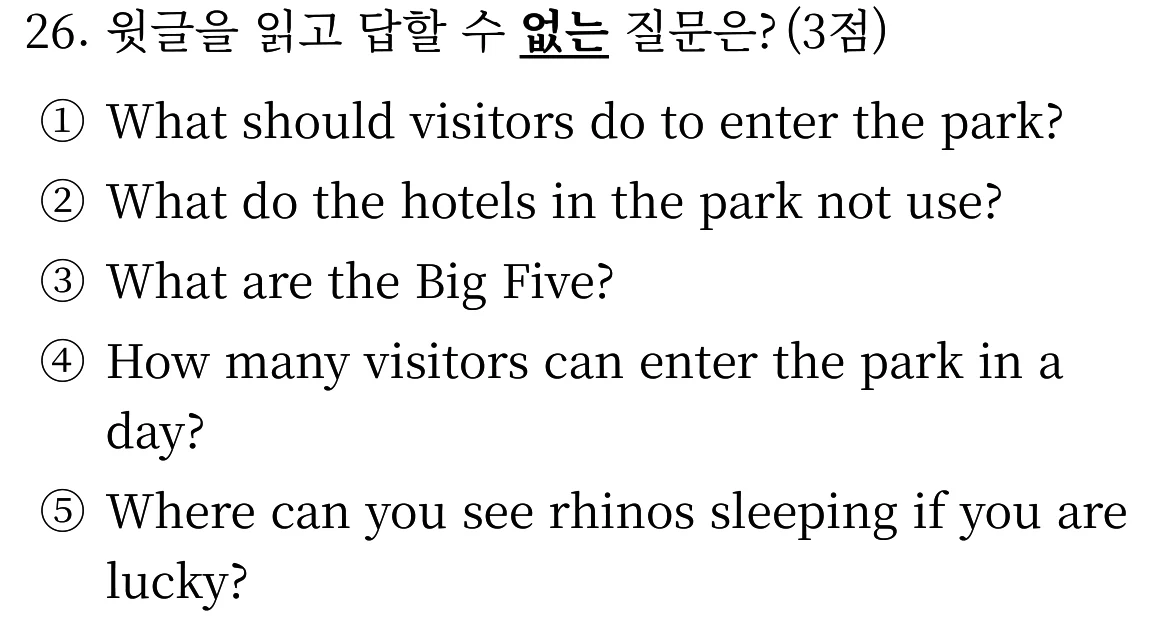 26. 윗글을 읽고 답할 수 없는 질문은?(3점)
① What should visitors do to enter the park?
② What do the hotels in the park not use?
③ What are the Big Five?
④ How many visitors can enter the park in a
day?
⑤ Where can you see rhinos sleeping if you are
lucky?